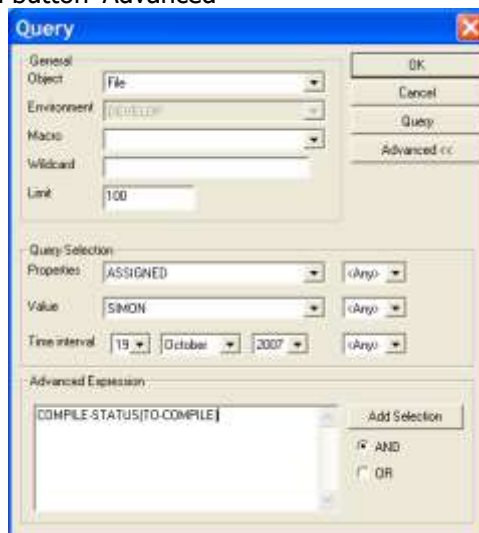 button Advanced
Query
General
Object File
OK
Environment DEVELOP
Cancel
Macro
Query
Wildcard
Advanced <<
Limit 100
Query Selection
Properties ASSIGNED <Any>
Value SIMON <Any>
Time interval 19 October 2007 <Any>
Advanced Expression
COMPILE-STATUS(TO-COMPILE)
Add Selection
AND
OR